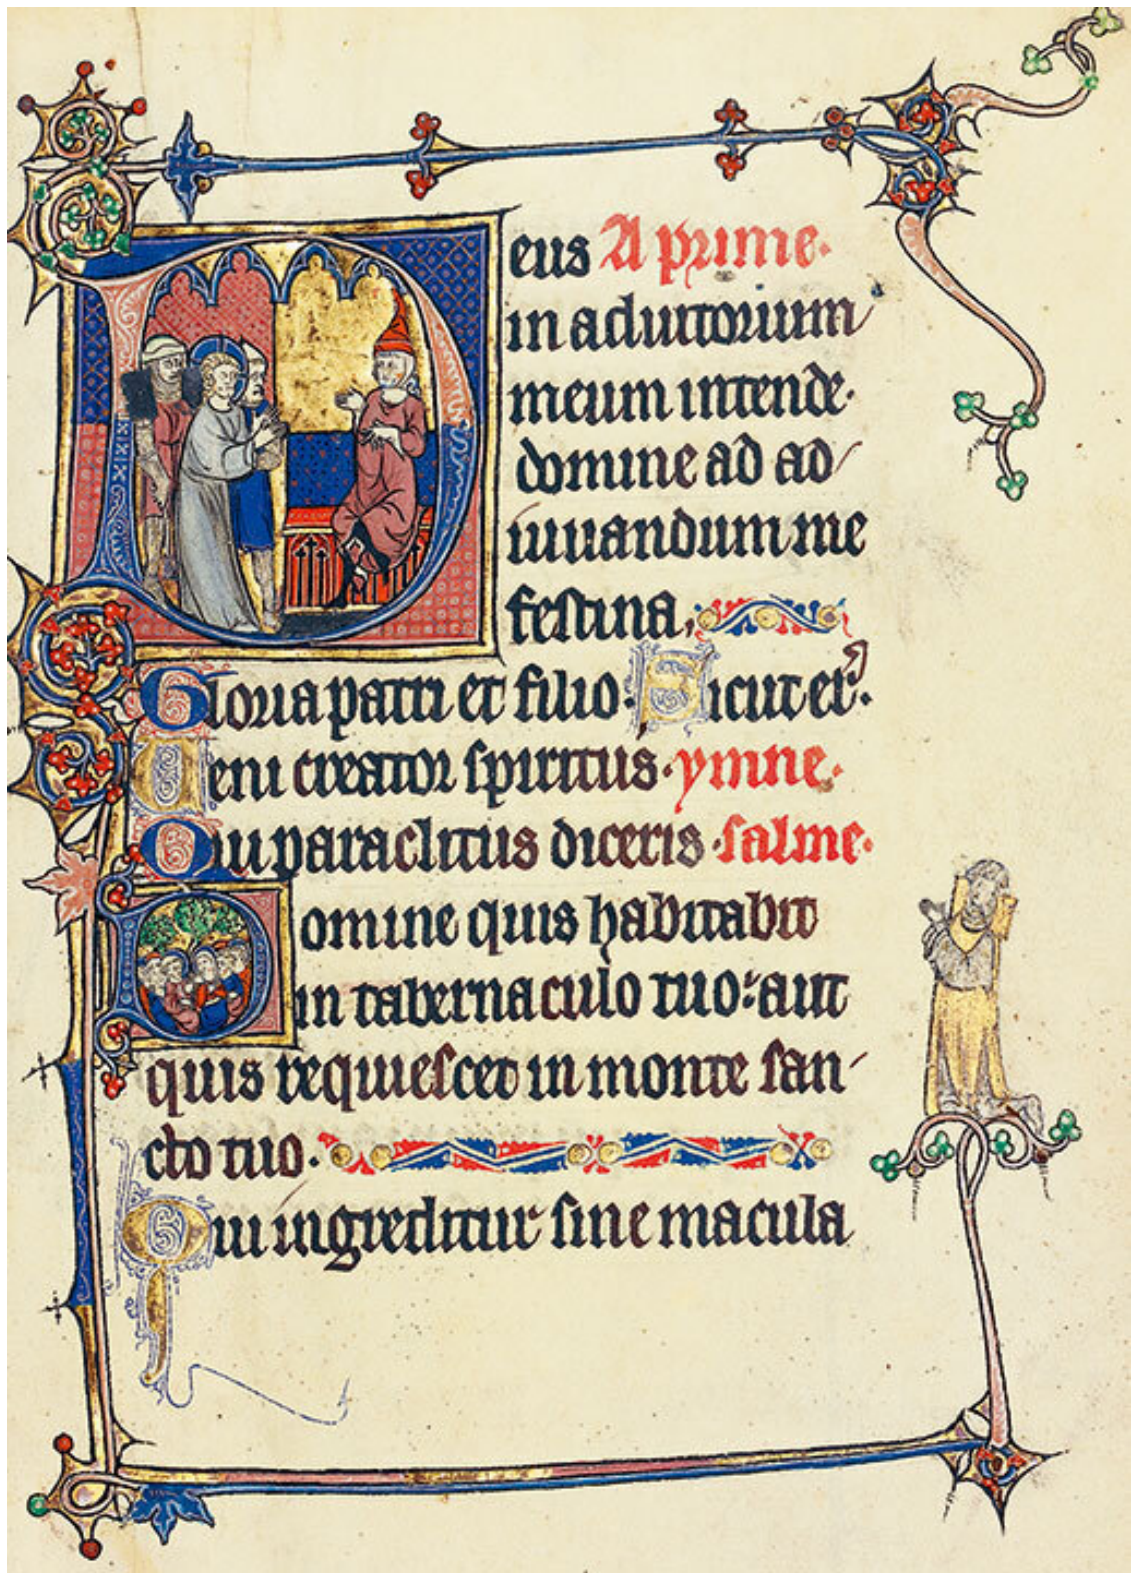 Deus A prime·
in adiutorium
meum intende·
domine ad ad
iuuandum me
festina,
Gloria patri et filio· Sicut er̾·
Ueni creator spiritus· ymne·
Qui paraclitus diceris· salme·
Domine quis habitabit
in tabernaculo tuo: aut
quis requiescet in monte san-
cto tuo·
Qui ingreditur sine macula